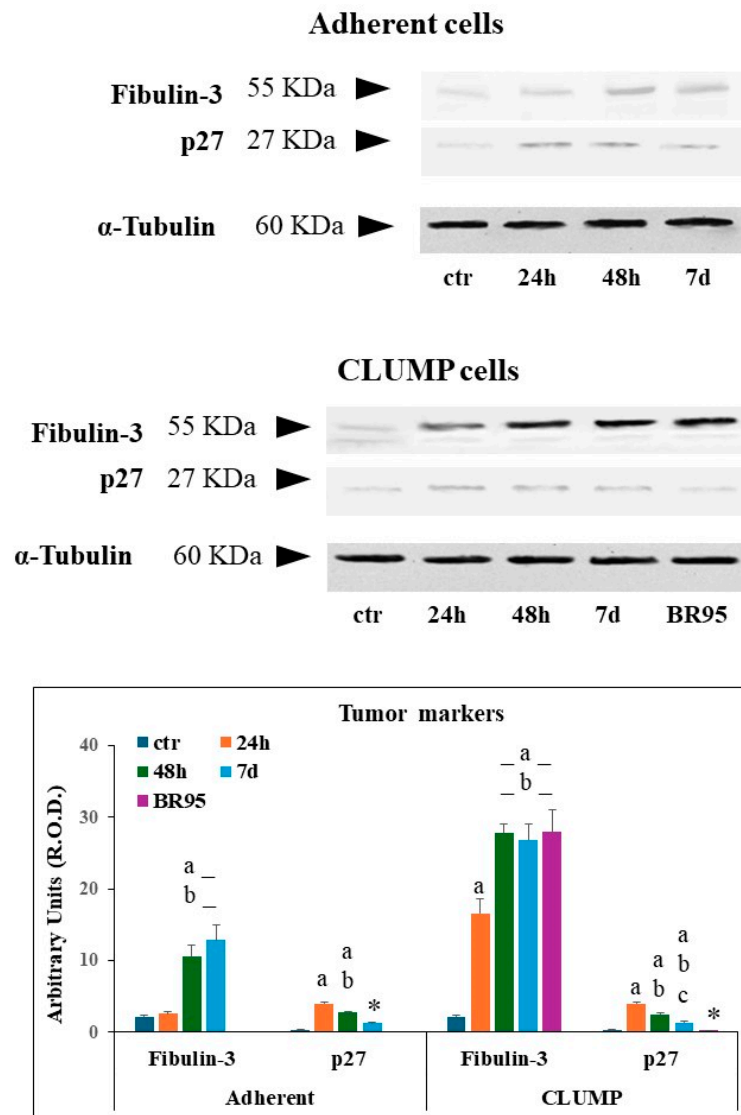 Adherent cells
Fibulin-3 55 KDa
p27 27 KDa
α-Tubulin 60 KDa
ctr 24h 48h 7d
CLUMP cells
Fibulin-3 55 KDa
p27 27 KDa
α-Tubulin 60 KDa
ctr 24h 48h 7d BR95
Tumor markers
Arbitrary Units (R.O.D.)
40
30
20
10
0
ctr 24h
48h 7d
BR95
a
b
a
a
b
*
a
a
b
a
a
b
a
b
c
*
Fibulin-3 p27 Fibulin-3 p27
Adherent CLUMP